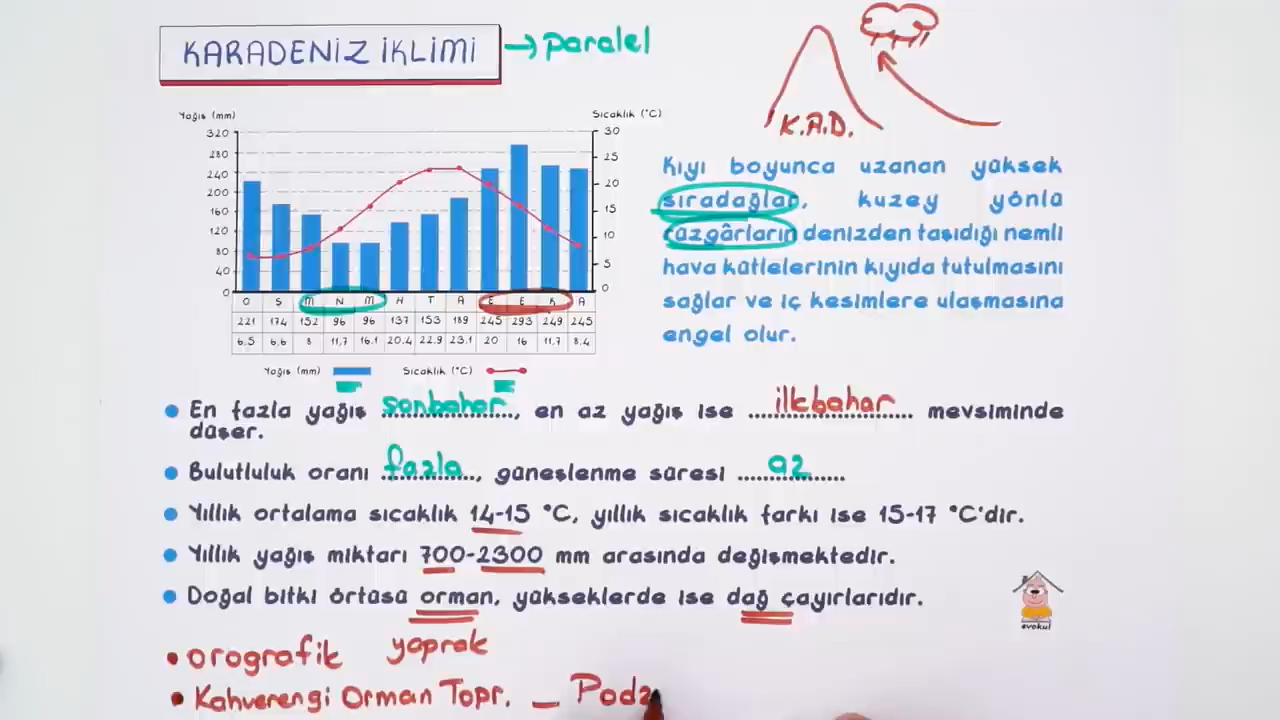 KARADENİZ İKLİMİ → paralel
K.A.D.
Yağış (mm) Sıcaklık (°C)
320 30
280 25
240
200 20
160 15
120 10
80
40 5
0 0
O Ş M N M H T A E E K A
221 174 152 96 96 137 153 189 245 293 249 245
6.5 6.6 8 11,7 16.1 20.4 22.9 23.1 20 16 11.7 8.4
Yağış (mm) Sıcaklık (°C)
Kıyı boyunca uzanan yüksek
sıradağlar, kuzey yönlü
rüzgârların denizden taşıdığı nemli
hava kütlelerinin kıyıda tutulmasını
sağlar ve iç kesimlere ulaşmasına
engel olur.
En fazla yağış sonbahar, en az yağış ise ilkbahar mevsiminde
düşer.
Bulutluluk oranı fazla, güneşlenme süresi az
Yıllık ortalama sıcaklık 14-15 °C, yıllık sıcaklık farkı ise 15-17 °C'dir.
Yıllık yağış miktarı 700-2300 mm arasında değişmektedir.
Doğal bitki örtüsü orman, yükseklerde ise dağ çayırlarıdır.
evokul
• orografik yaprak
• Kahverengi Orman Topr. _ Podz